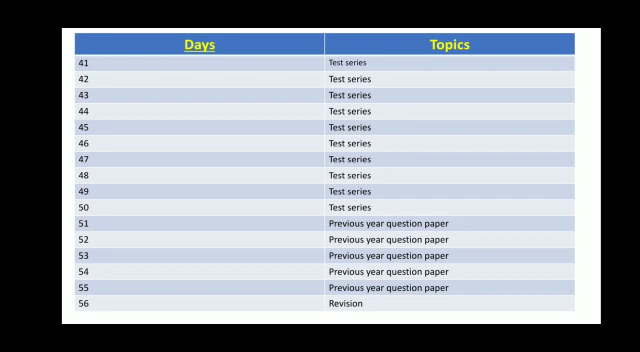 Days Topics
41 Test series
42 Test series
43 Test series
44 Test series
45 Test series
46 Test series
47 Test series
48 Test series
49 Test series
50 Test series
51 Previous year question paper
52 Previous year question paper
53 Previous year question paper
54 Previous year question paper
55 Previous year question paper
56 Revision